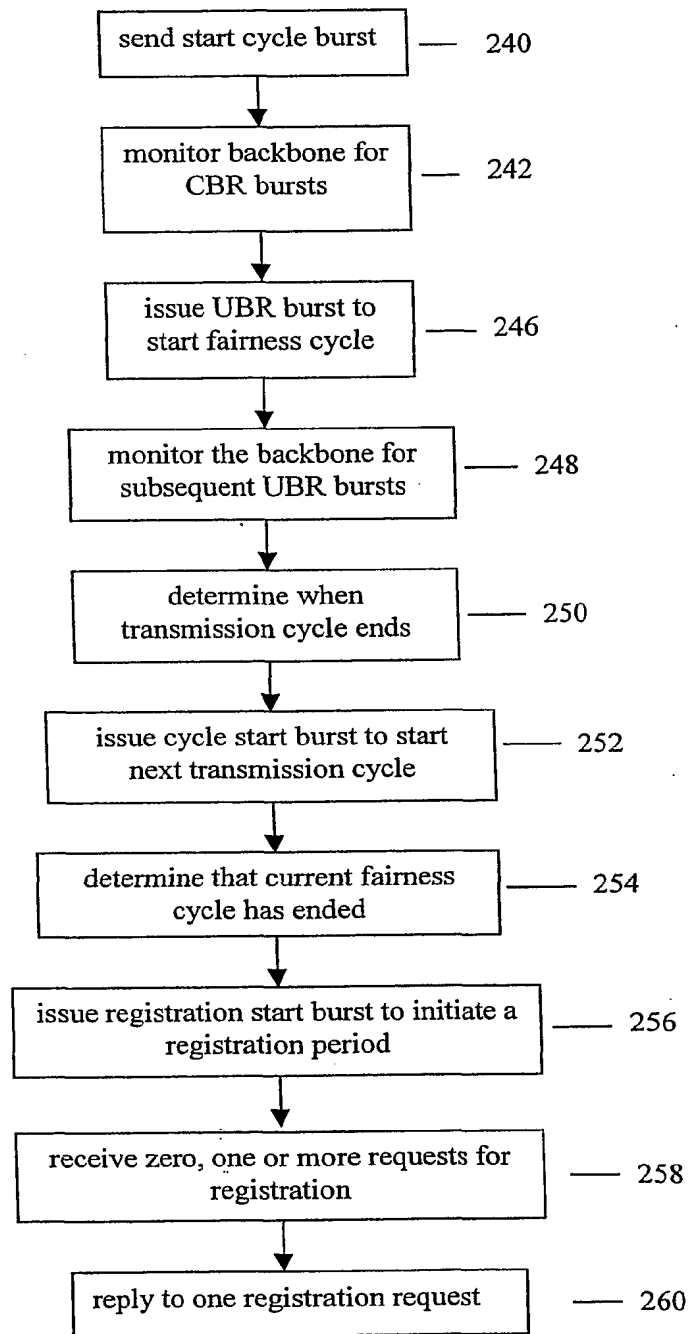 send start cycle burst 240
monitor backbone for
CBR bursts
242
issue UBR burst to
start fairness cycle
246
monitor the backbone for
subsequent UBR bursts
248
determine when
transmission cycle ends
250
issue cycle start burst to start
next transmission cycle
252
determine that current fairness
cycle has ended
254
issue registration start burst to initiate a
registration period
256
receive zero, one or more requests for
registration
258
reply to one registration request 260